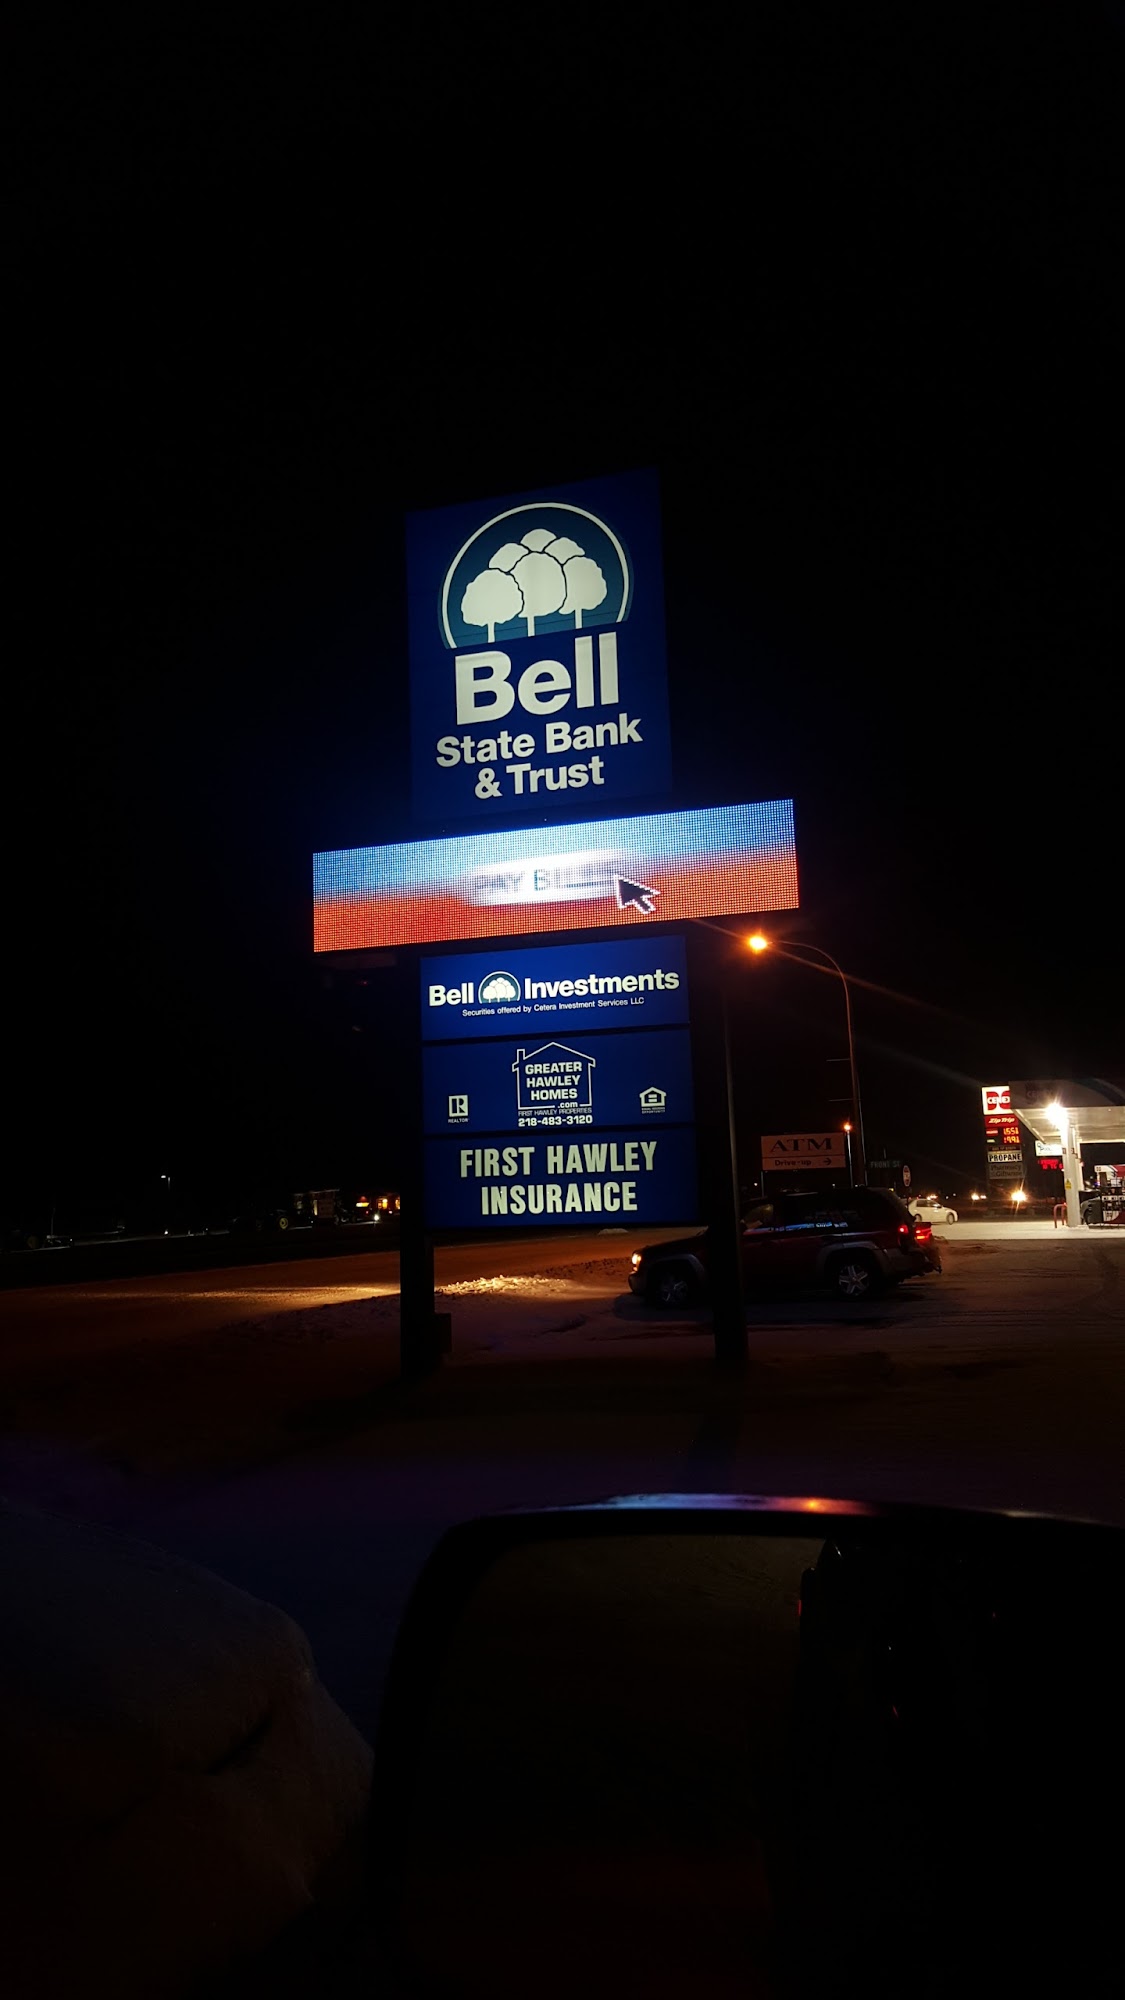 Bell
State Bank
& Trust
PAY BILLS
Bell Investments
Securities offered by Cetera Investment Services LLC
GREATER
HAWLEY
HOMES
.com
FIRST HAWLEY PROPERTIES
218-483-3120
REALTOR
FIRST HAWLEY
INSURANCE
ATM
Drive-up
CENEX
PROPANE